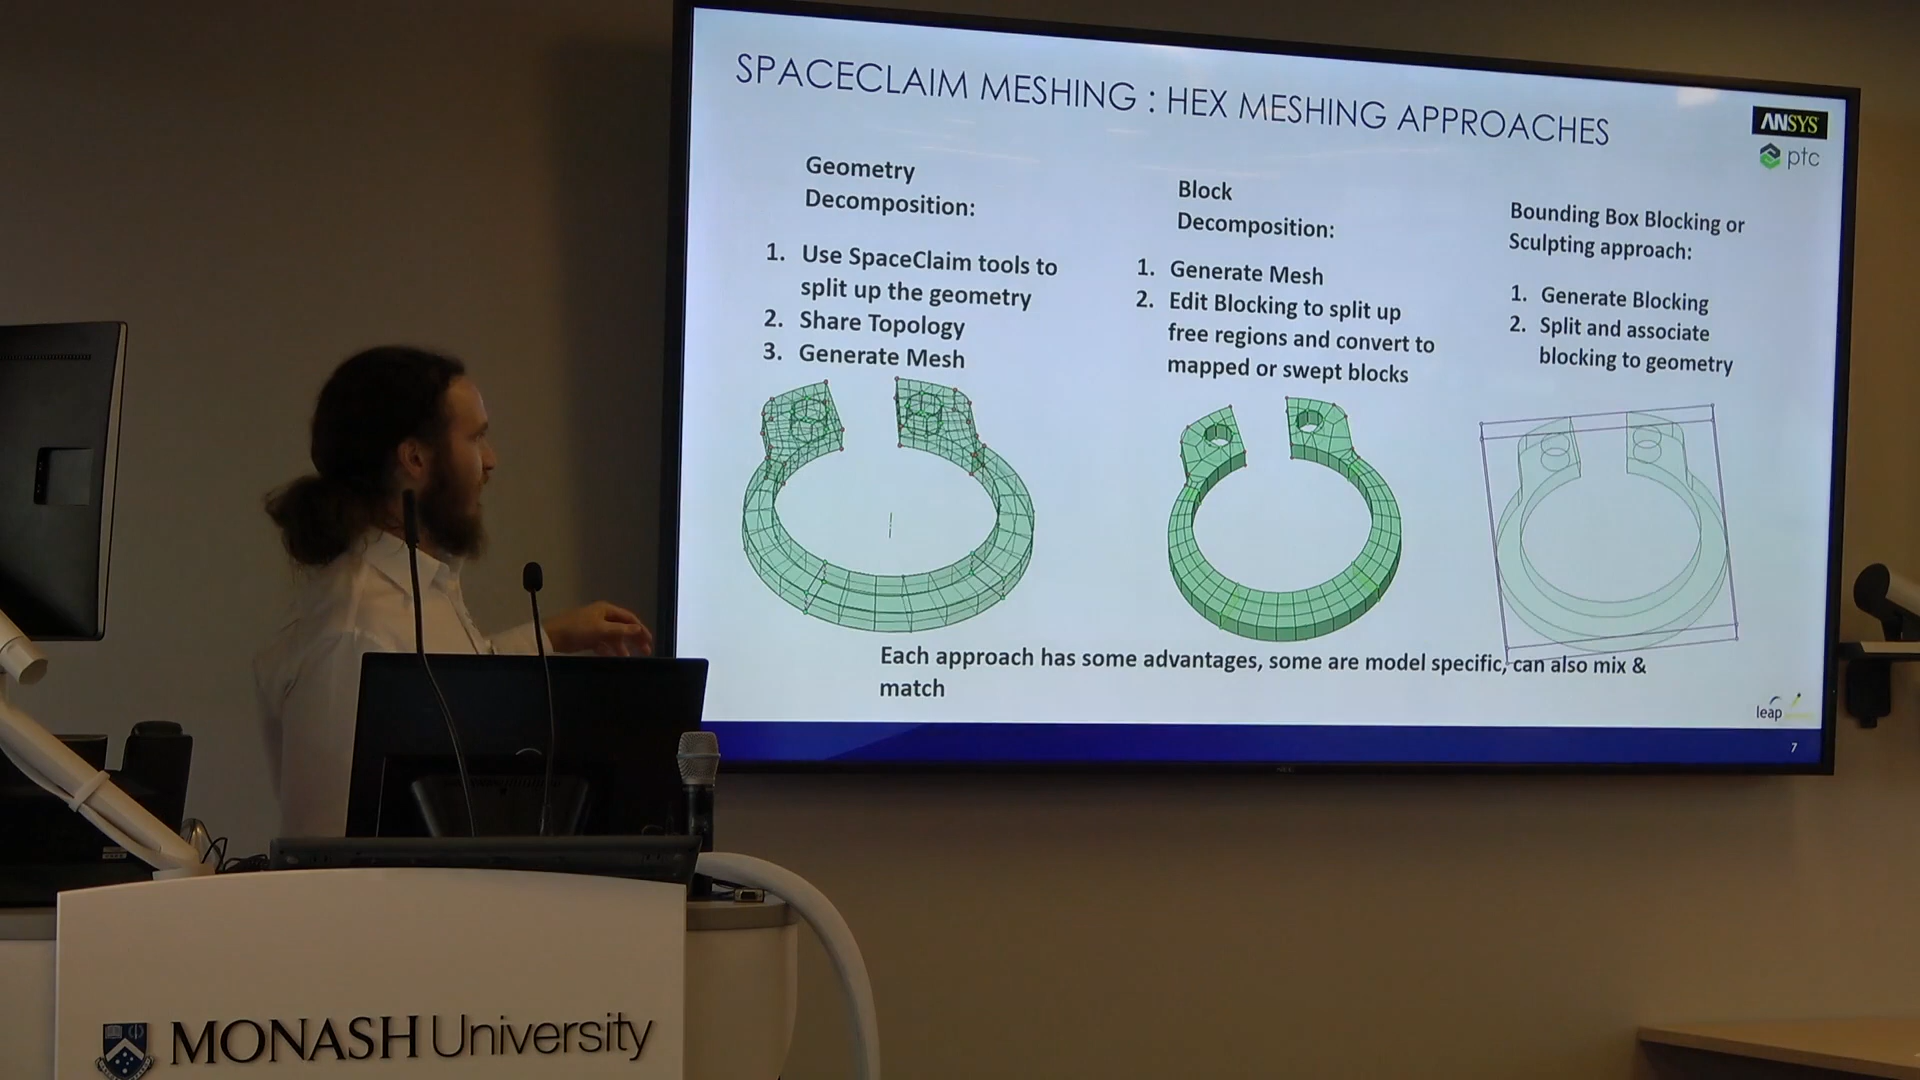 SPACECLAIM MESHING : HEX MESHING APPROACHES
ANSYS
ptc
Geometry
Decomposition:
1. Use SpaceClaim tools to
split up the geometry
2. Share Topology
3. Generate Mesh
Block
Decomposition:
1. Generate Mesh
2. Edit Blocking to split up
free regions and convert to
mapped or swept blocks
Bounding Box Blocking or
Sculpting approach:
1. Generate Blocking
2. Split and associate
blocking to geometry
Each approach has some advantages, some are model specific, can also mix &
match
leap
7
MONASH University